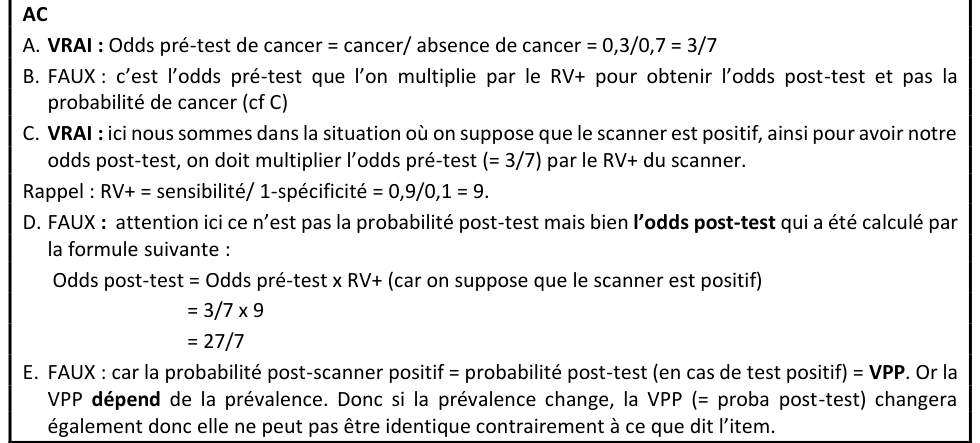 AC
A. VRAI : Odds pré-test de cancer = cancer/ absence de cancer = 0,3/0,7 = 3/7
B. FAUX : c’est l’odds pré-test que l’on multiplie par le RV+ pour obtenir l’odds post-test et pas la
probabilité de cancer (cf C)
C. VRAI : ici nous sommes dans la situation où on suppose que le scanner est positif, ainsi pour avoir notre
odds post-test, on doit multiplier l’odds pré-test (= 3/7) par le RV+ du scanner.
Rappel : RV+ = sensibilité/ 1-spécificité = 0,9/0,1 = 9.
D. FAUX : attention ici ce n’est pas la probabilité post-test mais bien l’odds post-test qui a été calculé par
la formule suivante :
Odds post-test = Odds pré-test x RV+ (car on suppose que le scanner est positif)
= 3/7 x 9
= 27/7
E. FAUX : car la probabilité post-scanner positif = probabilité post-test (en cas de test positif) = VPP. Or la
VPP dépend de la prévalence. Donc si la prévalence change, la VPP (= proba post-test) changera
également donc elle ne peut pas être identique contrairement à ce que dit l’item.